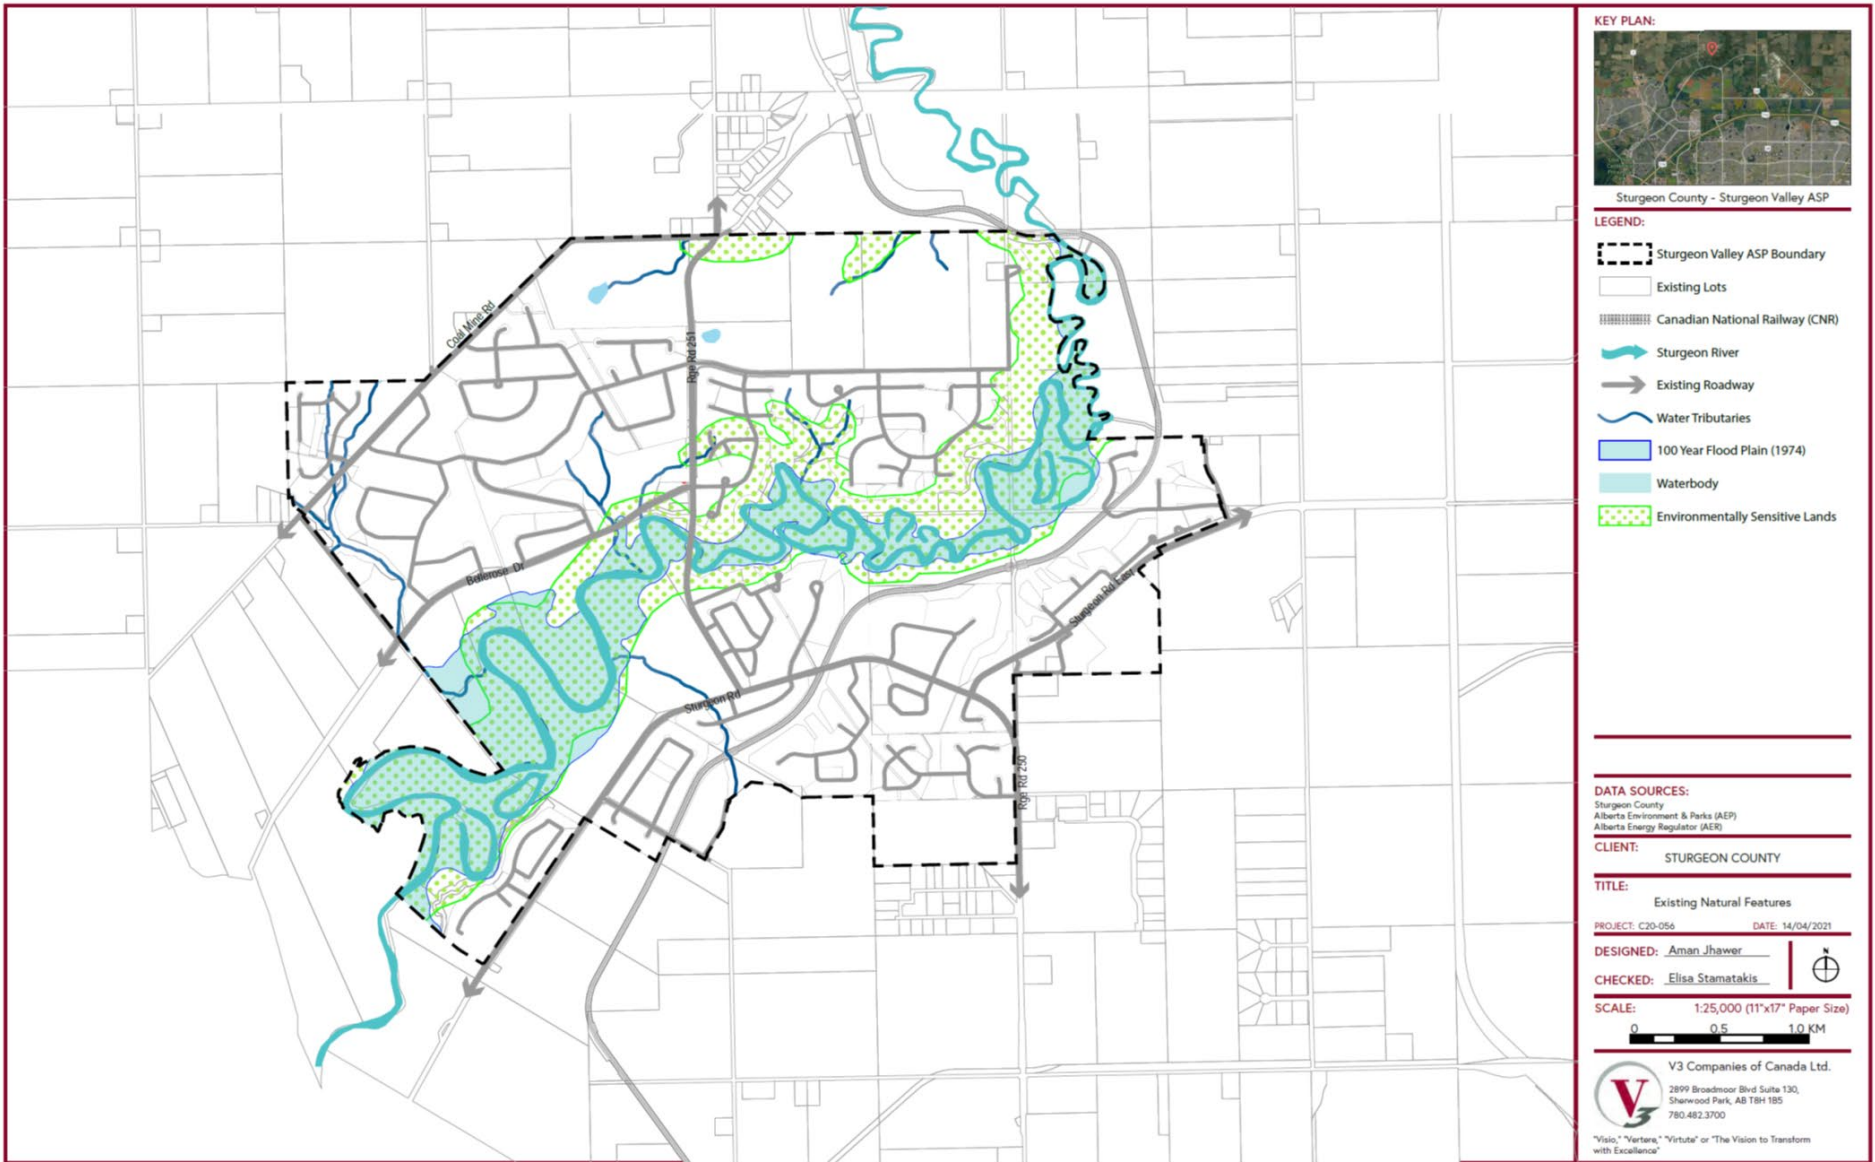 KEY PLAN:
Sturgeon County - Sturgeon Valley ASP
LEGEND:
Sturgeon Valley ASP Boundary
Existing Lots
Canadian National Railway (CNR)
Sturgeon River
Existing Roadway
Water Tributaries
100 Year Flood Plain (1974)
Waterbody
Environmentally Sensitive Lands
Coal Mine Rd
Rge Rd 251
Bellerose Dr
Sturgeon Rd East
Sturgeon Rd
Rge Rd 250
DATA SOURCES:
Sturgeon County
Alberta Environment & Parks (AEP)
Alberta Energy Regulator (AER)
CLIENT:
STURGEON COUNTY
TITLE:
Existing Natural Features
PROJECT: C20-056 DATE: 14/04/2021
DESIGNED: Aman Jhawer
N
CHECKED: Elisa Stamatakis
SCALE: 1:25,000 (11"x17" Paper Size)
0 0.5 1.0 KM
V3
V3 Companies of Canada Ltd.
2899 Broadmoor Blvd Suite 130,
Sherwood Park, AB T8H 1B5
780.482.3700
"Visio," "Vertere," "Virtute" or "The Vision to Transform
with Excellence"